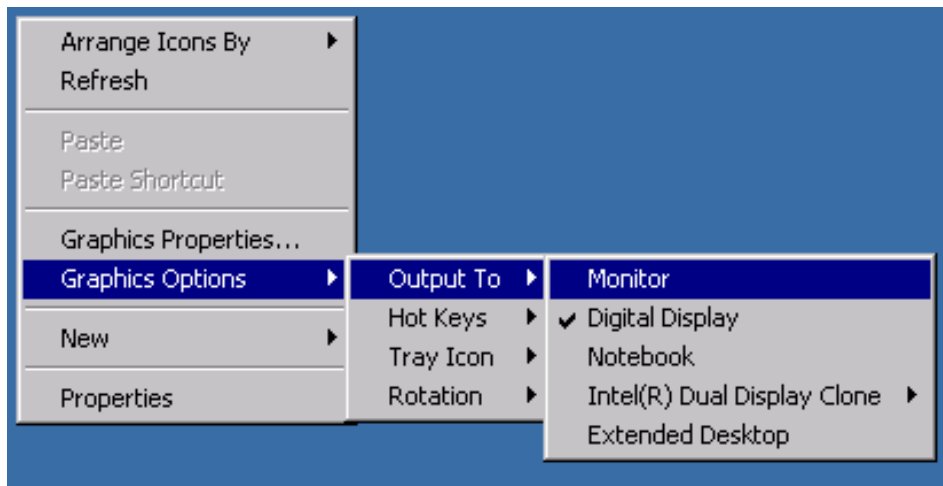 Arrange Icons By
Refresh
Paste
Paste Shortcut
Graphics Properties...
Graphics Options
New
Properties
Output To
Hot Keys
Tray Icon
Rotation
Monitor
Digital Display
Notebook
Intel(R) Dual Display Clone
Extended Desktop